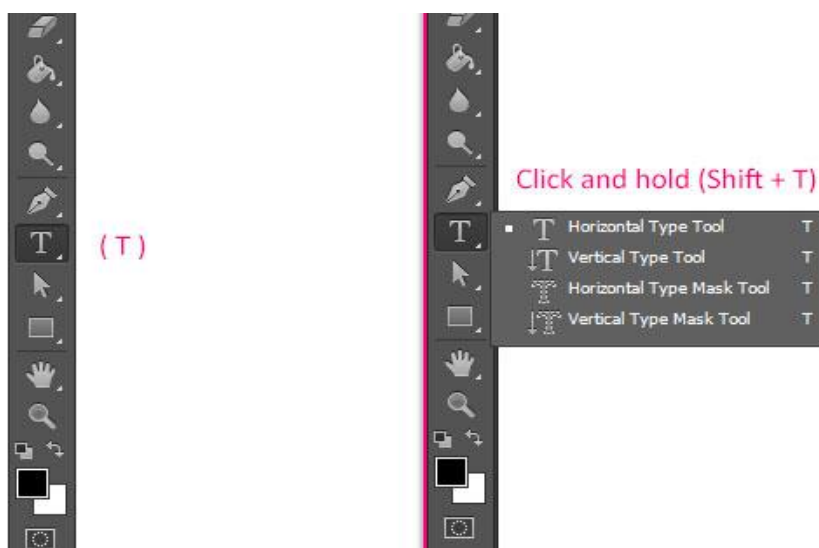 ( T )
Click and hold (Shift + T)
Horizontal Type Tool T
Vertical Type Tool T
Horizontal Type Mask Tool T
Vertical Type Mask Tool T